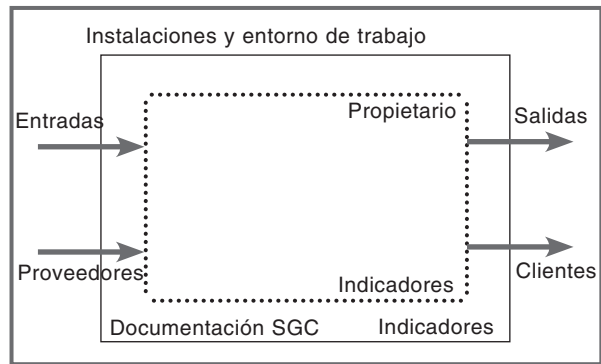 Instalaciones y entorno de trabajo
Propietario
Entradas
Salidas
Proveedores
Clientes
Indicadores
Documentación SGC
Indicadores